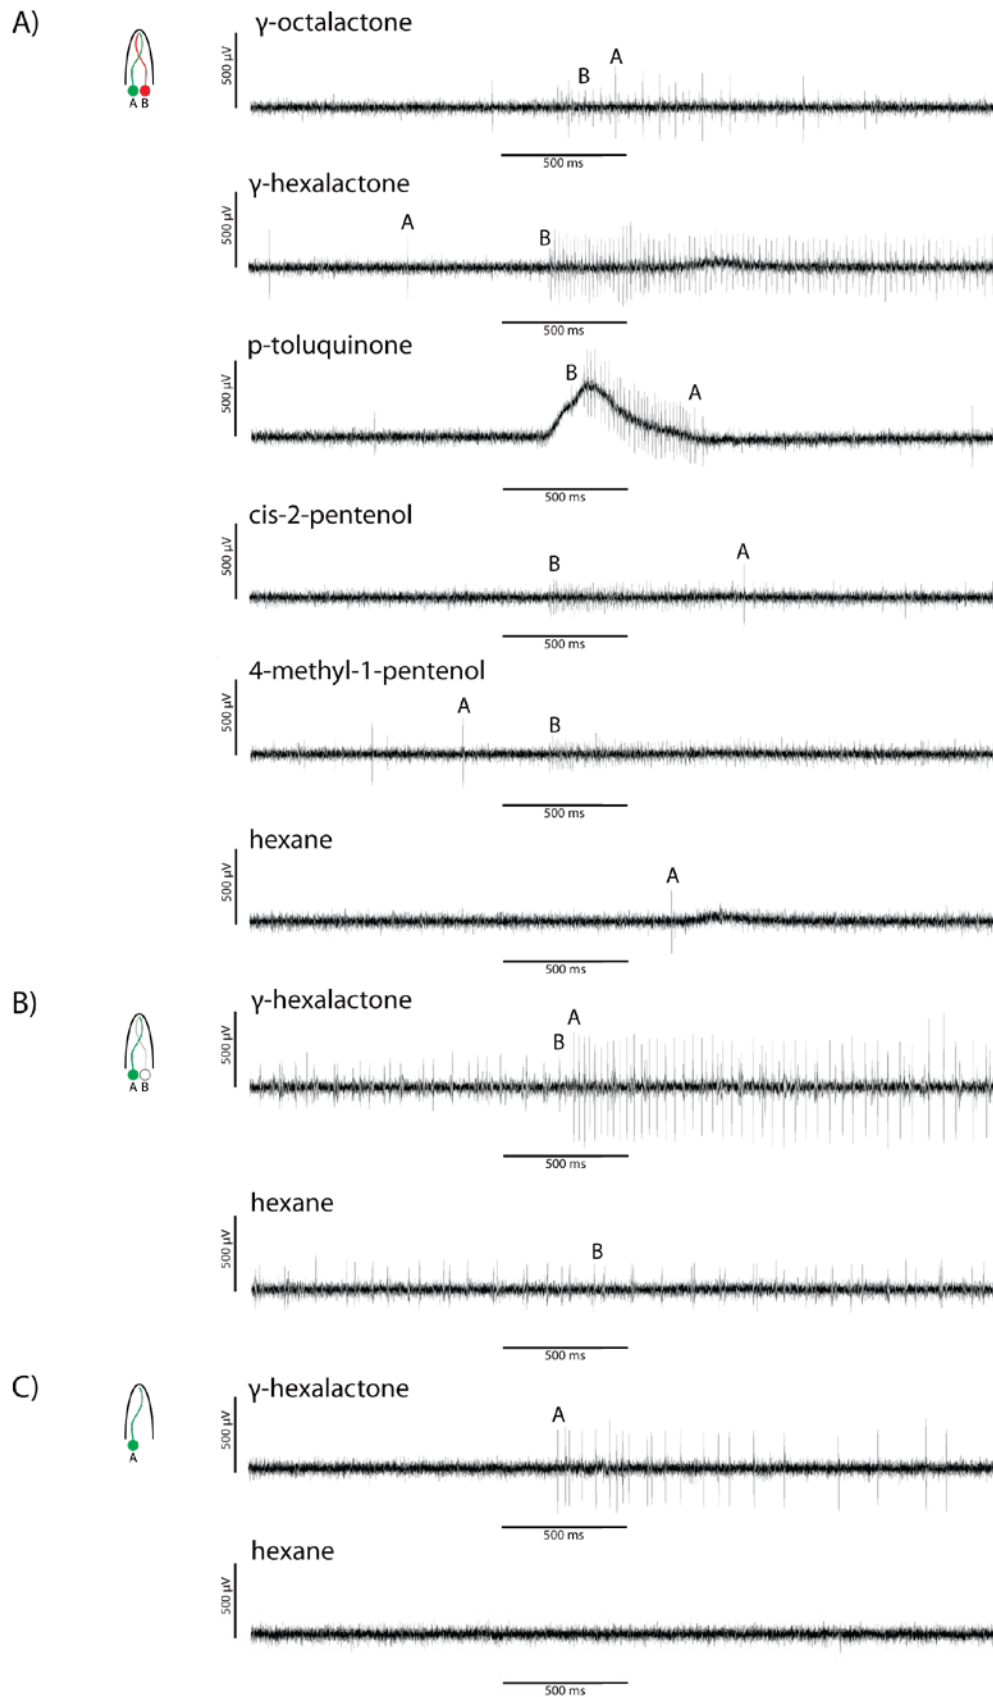 A)
γ-octalactone
500 μV
A B
B A
500 ms
γ-hexalactone
500 μV
A B
500 ms
p-toluquinone
500 μV
B A
500 ms
cis-2-pentenol
500 μV
B A
500 ms
4-methyl-1-pentenol
500 μV
A B
500 ms
hexane
500 μV
A
500 ms
B)
γ-hexalactone
500 μV
A B
B A
500 ms
hexane
500 μV
B
500 ms
C)
γ-hexalactone
500 μV
A
A
500 ms
hexane
500 μV
500 ms